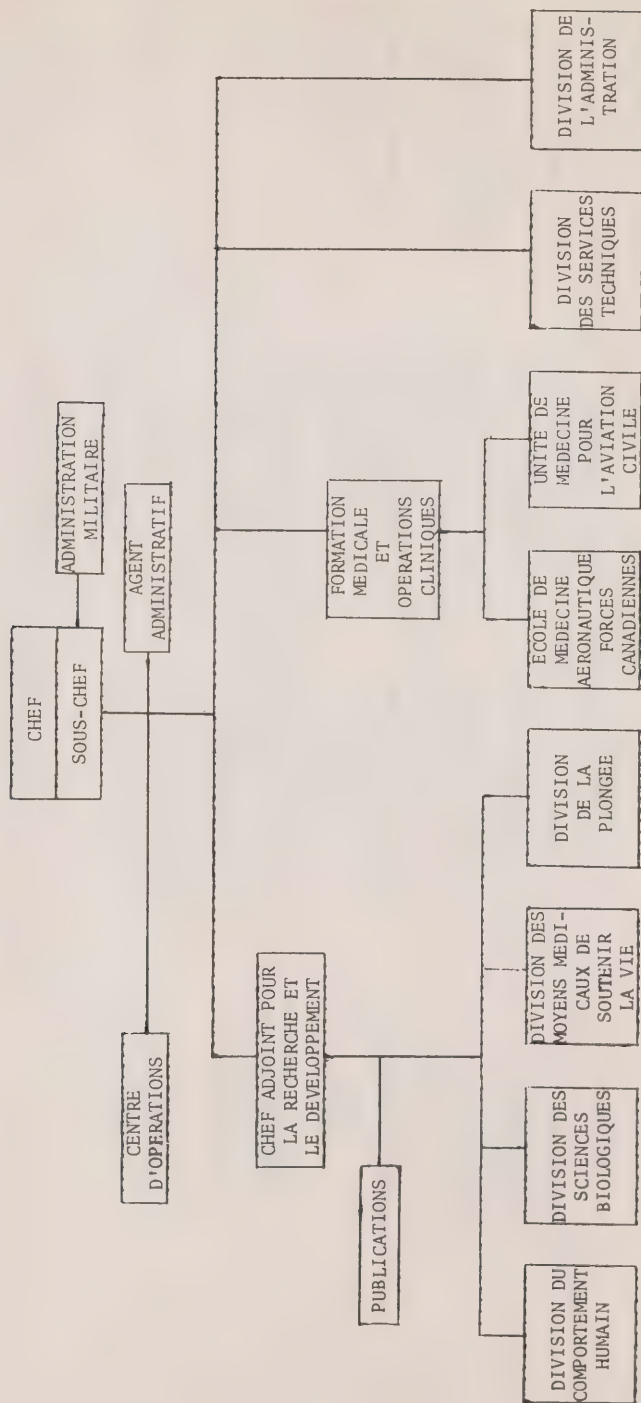 CHEF
SOUS-CHEF
ADMINISTRATION
MILITAIRE
AGENT
ADMINISTRATIF
CENTRE
D'OPERATIONS
CHEF ADJOINT POUR
LA RECHERCHE ET
LE DEVELOPPEMENT
FORMATION
MEDICALE
ET
OPERATIONS
CLINIQUES
PUBLICATIONS
DIVISION DU
COMPORTEMENT
HUMAIN
DIVISION DES
SCIENCES
BIOLOGIQUES
DIVISION DES
MOYENS MEDI-
CAUX DE
SOUTENIR
LA VIE
DIVISION
DE LA
PLONGEE
ECOLE DE
MEDECINE
AERONAUTIQUE
FORCES
CANADIENNES
UNITE DE
MEDECINE
POUR
L'AVIATION
CIVILE
DIVISION
DES SERVICES
TECHNIQUES
DIVISION DE
L'ADMINIS-
TRATION